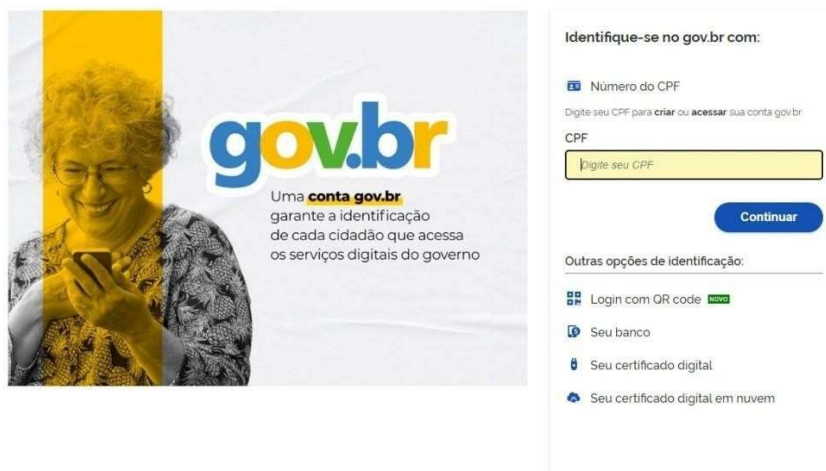 gov.br
Uma conta gov.br
garante a identificação
de cada cidadão que acessa
os serviços digitais do governo
Identifique-se no gov.br com:
Número do CPF
Digite seu CPF para criar ou acessar sua conta gov.br
CPF
Digite seu CPF
Continuar
Outras opções de identificação:
Login com QR code NOVO
Seu banco
Seu certificado digital
Seu certificado digital em nuvem